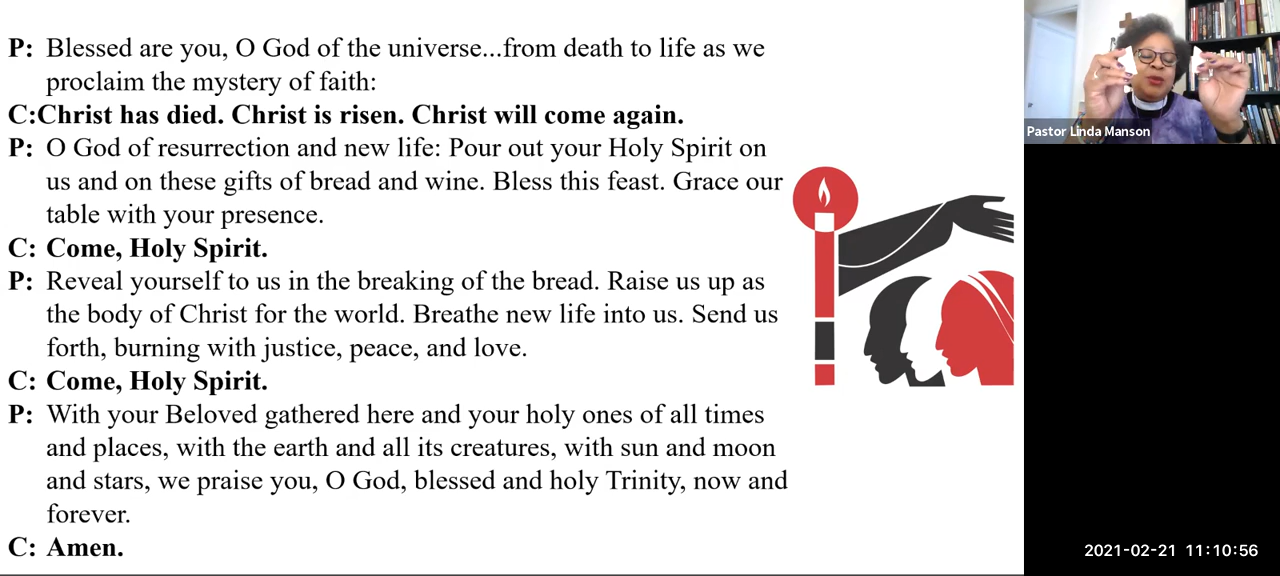 P: Blessed are you, O God of the universe...from death to life as we
proclaim the mystery of faith:
C:Christ has died. Christ is risen. Christ will come again.
P: O God of resurrection and new life: Pour out your Holy Spirit on
us and on these gifts of bread and wine. Bless this feast. Grace our
table with your presence.
C: Come, Holy Spirit.
P: Reveal yourself to us in the breaking of the bread. Raise us up as
the body of Christ for the world. Breathe new life into us. Send us
forth, burning with justice, peace, and love.
C: Come, Holy Spirit.
P: With your Beloved gathered here and your holy ones of all times
and places, with the earth and all its creatures, with sun and moon
and stars, we praise you, O God, blessed and holy Trinity, now and
forever.
C: Amen.
Pastor Linda Manson
2021-02-21 11:10:56